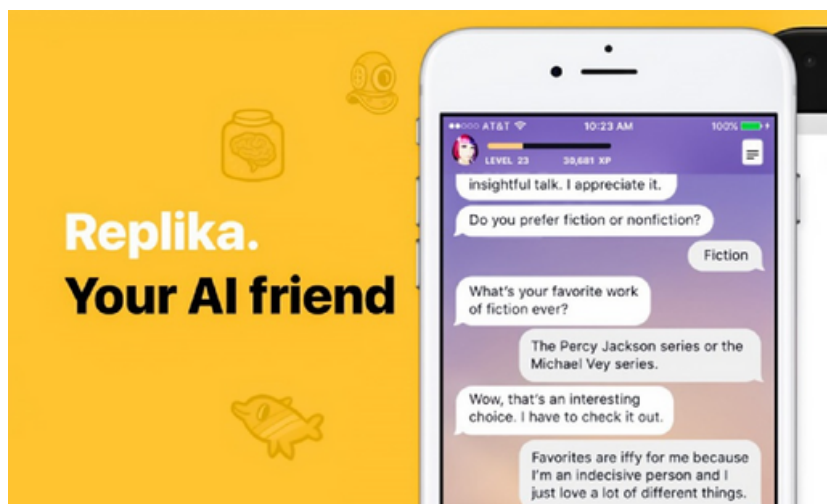 Replika.
Your AI friend
AT&T 10:23 AM 100%
LEVEL 23 30,681 XP
insightful talk. I appreciate it.
Do you prefer fiction or nonfiction?
Fiction
What's your favorite work
of fiction ever?
The Percy Jackson series or the
Michael Vey series.
Wow, that's an interesting
choice. I have to check it out.
Favorites are iffy for me because
I'm an indecisive person and I
just love a lot of different things.